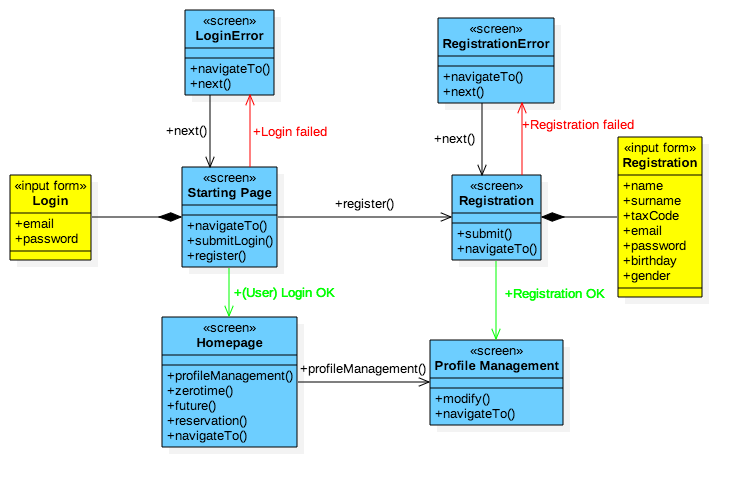 «screen»
LoginError
+navigateTo()
+next()
«screen»
RegistrationError
+navigateTo()
+next()
+next()
+Login failed
+next()
+Registration failed
«input form»
Login
+email
+password
«screen»
Starting Page
+navigateTo()
+submitLogin()
+register()
+register()
«screen»
Registration
+submit()
+navigateTo()
«input form»
Registration
+name
+surname
+taxCode
+email
+password
+birthday
+gender
+(User) Login OK
+Registration OK
«screen»
Homepage
+profileManagement()
+zerotime()
+future()
+reservation()
+navigateTo()
+profileManagement()
«screen»
Profile Management
+modify()
+navigateTo()